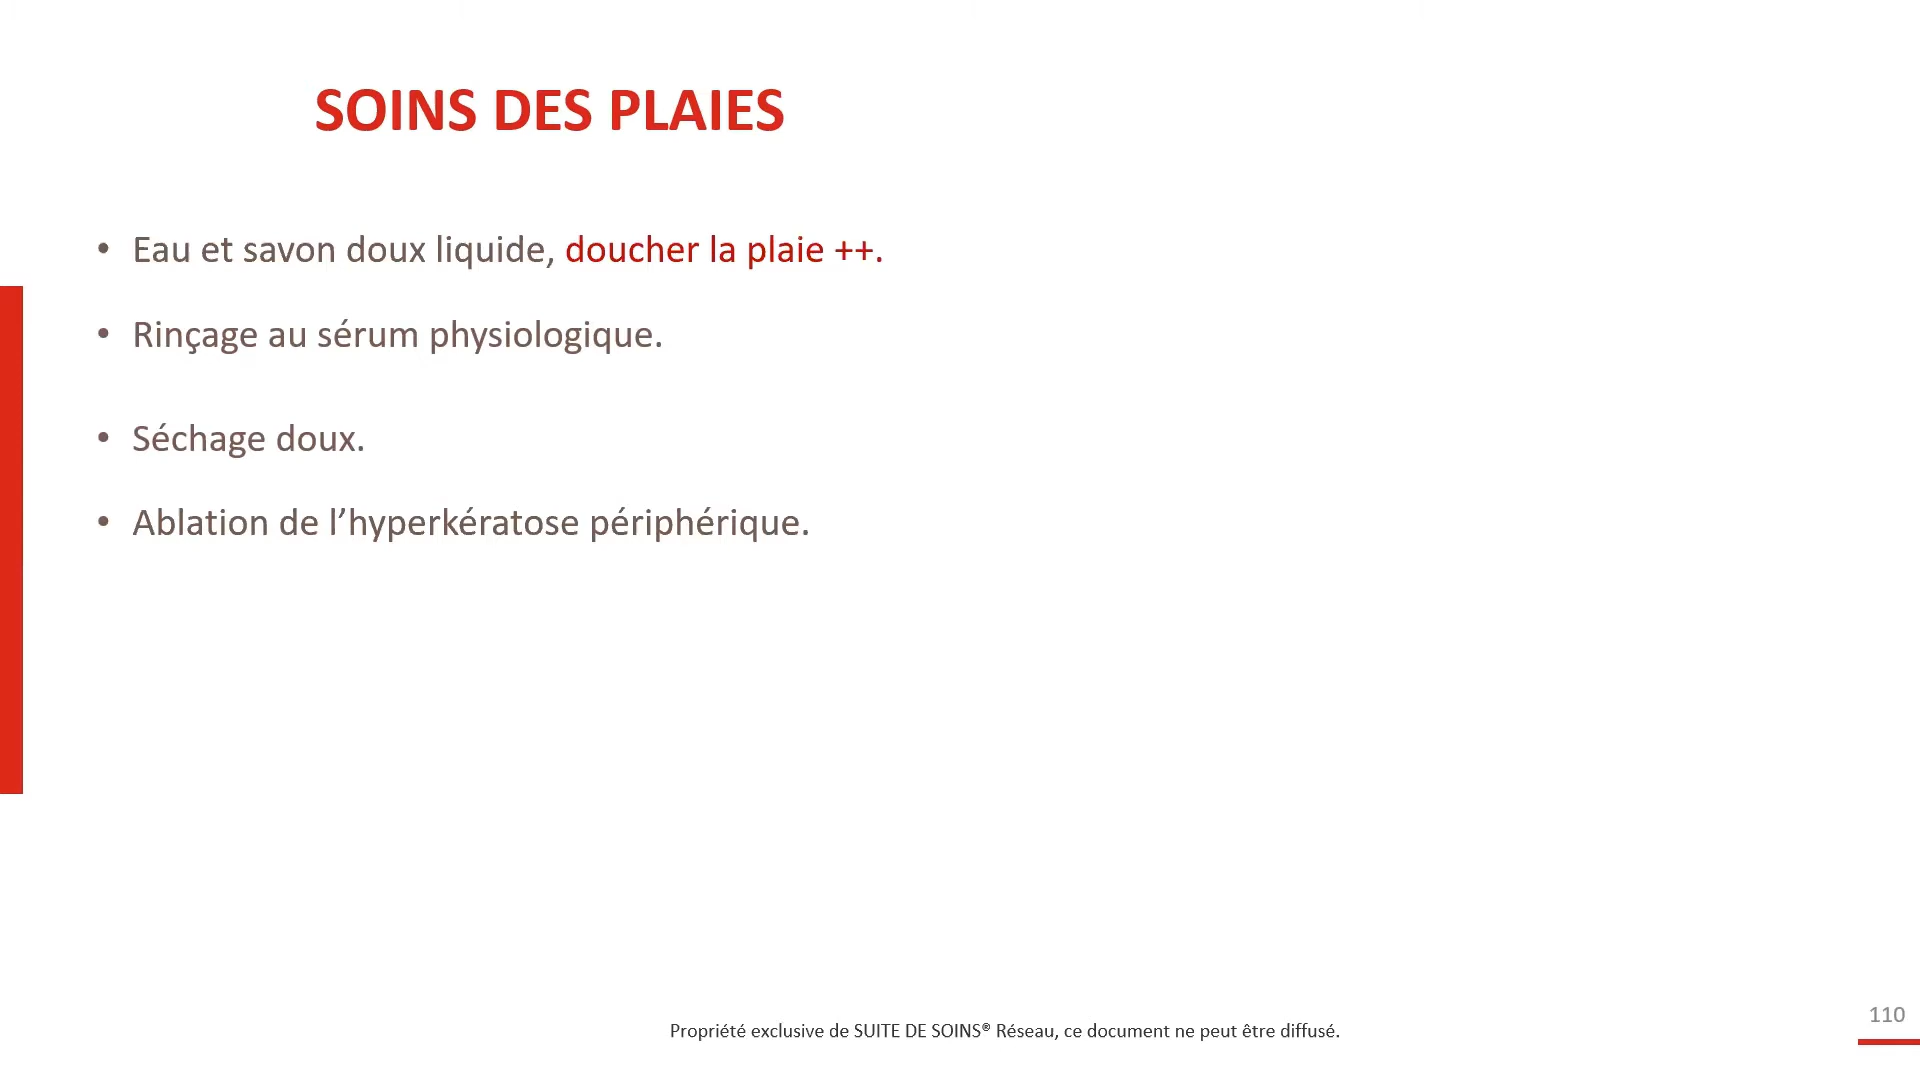 SOINS DES PLAIES
• Eau et savon doux liquide, doucher la plaie ++.
• Rinçage au sérum physiologique.
• Séchage doux.
• Ablation de l’hyperkératose périphérique.
Propriété exclusive de SUITE DE SOINS® Réseau, ce document ne peut être diffusé.
110